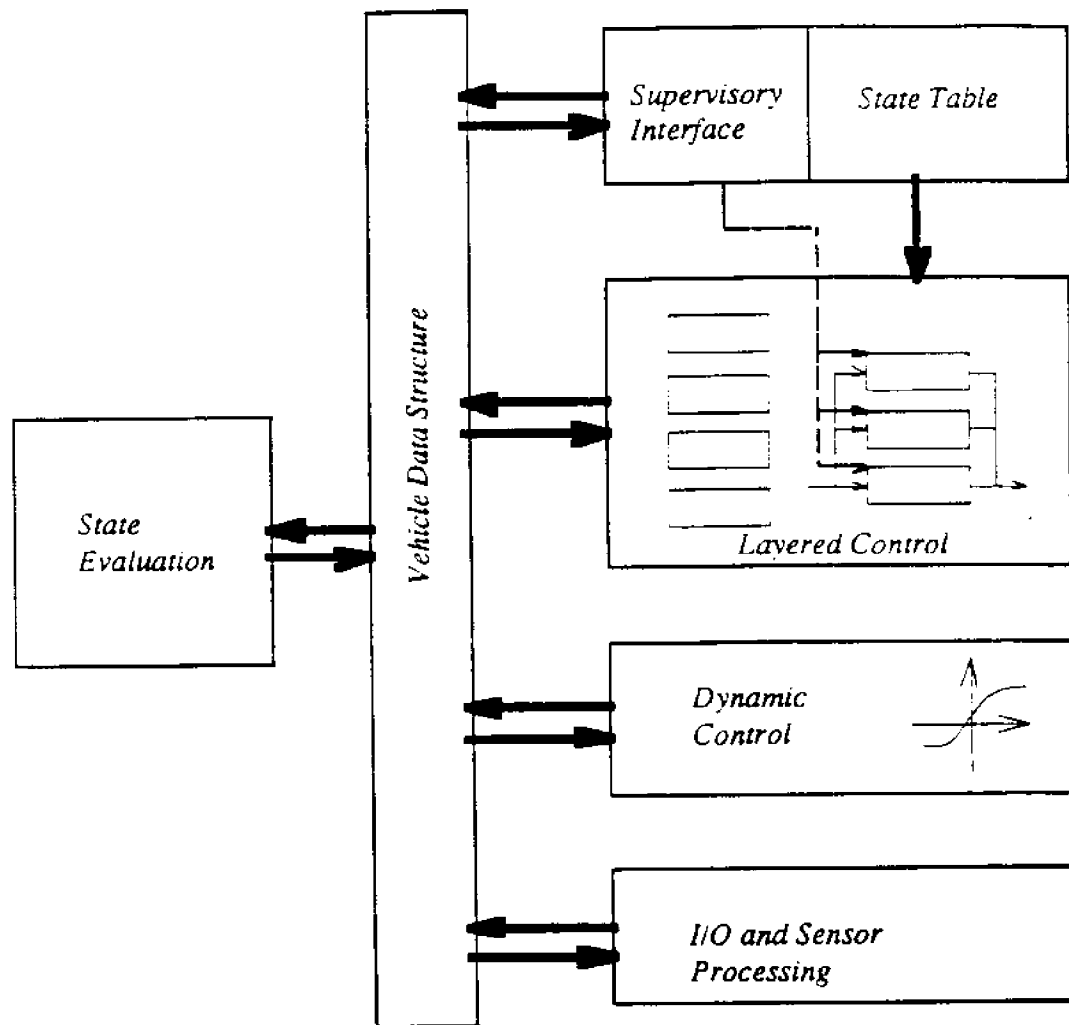 Supervisory
Interface
State Table
Vehicle Data Structure
State
Evaluation
Layered Control
Dynamic
Control
I/O and Sensor
Processing